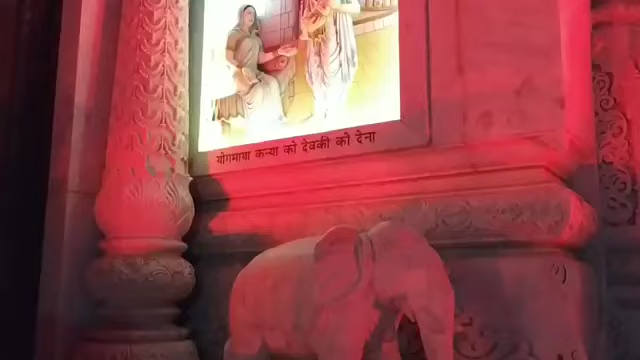 योगमाया कन्या को देवकी को देना